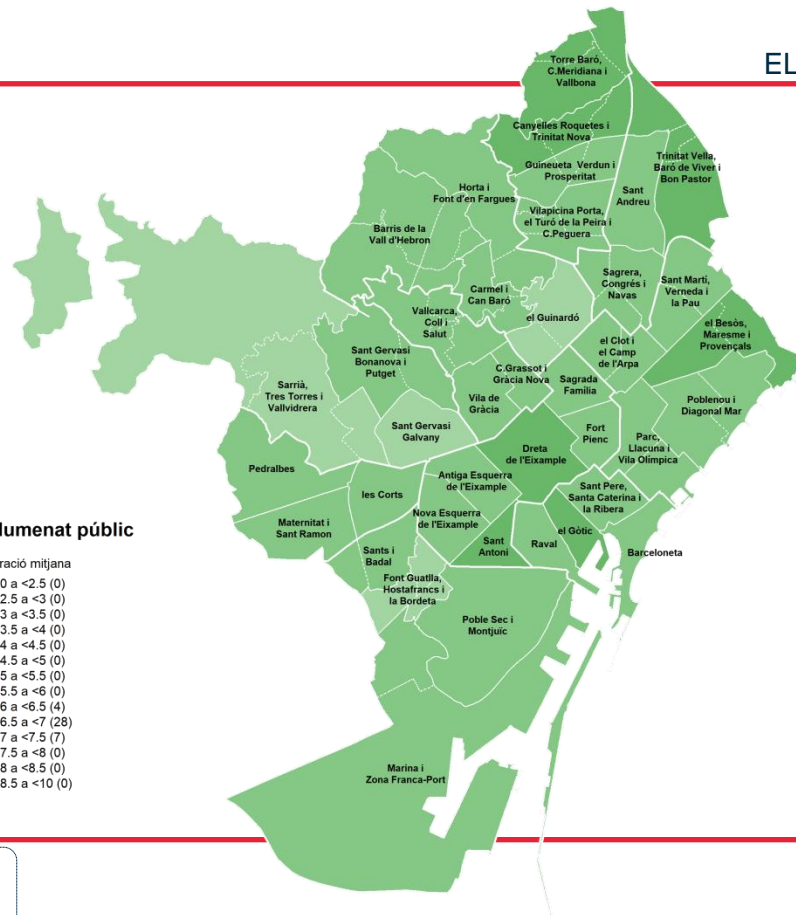 EL
Torre Baró,
C.Meridiana i
Vallbona
Canyelles Roquetes i
Trinitat Nova
Guineueta Verdun i
Prosperitat
Trinitat Vella,
Baró de Viver i
Bon Pastor
Sant
Andreu
Horta i
Font d'en Fargues
Vilapicina Porta,
el Turó de la Peira i
C.Peguera
Barris de la
Vall d'Hebron
Sagrera,
Congrés i
Navas
Sant Martí,
Verneda i
la Pau
Carmel i
Can Baró
Vallcarca,
Coll i
Salut
el Guinardó
el Besòs,
Maresme i
Provençals
el Clot i
el Camp
de l'Arpa
Sant Gervasi
Bonanova i
Putget
C.Grassot i
Gràcia Nova
Sagrada
Familia
Sarrià,
Tres Torres i
Vallvidrera
Vila de
Gràcia
Poblenou i
Diagonal Mar
Sant Gervasi
Galvany
Fort
Pienc
Parc,
Llacuna i
Vila Olímpica
Dreta
de l'Eixample
Pedralbes
Antiga Esquerra
de l'Eixample
les Corts
Sant Pere,
Santa Caterina i
la Ribera
Nova Esquerra
de l'Eixample
Maternitat i
Sant Ramon
el Gòtic
Sant
Antoni
Raval
Barceloneta
Sants i
Badal
Font Guatlla,
Hostafrancs i
la Bordeta
Poble Sec i
Montjuïc
Marina i
Zona Franca-Port
lumenat públic
ració mitjana
0 a <2.5 (0)
2.5 a <3 (0)
3 a <3.5 (0)
3.5 a <4 (0)
4 a <4.5 (0)
4.5 a <5 (0)
5 a <5.5 (0)
5.5 a <6 (0)
6 a <6.5 (4)
6.5 a <7 (28)
7 a <7.5 (7)
7.5 a <8 (0)
8 a <8.5 (0)
8.5 a <10 (0)